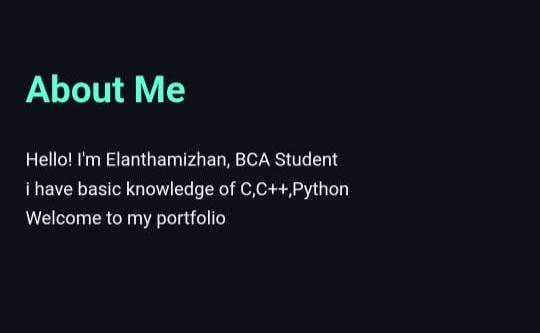 About Me
Hello! I'm Elanthamizhan, BCA Student
i have basic knowledge of C,C++,Python
Welcome to my portfolio